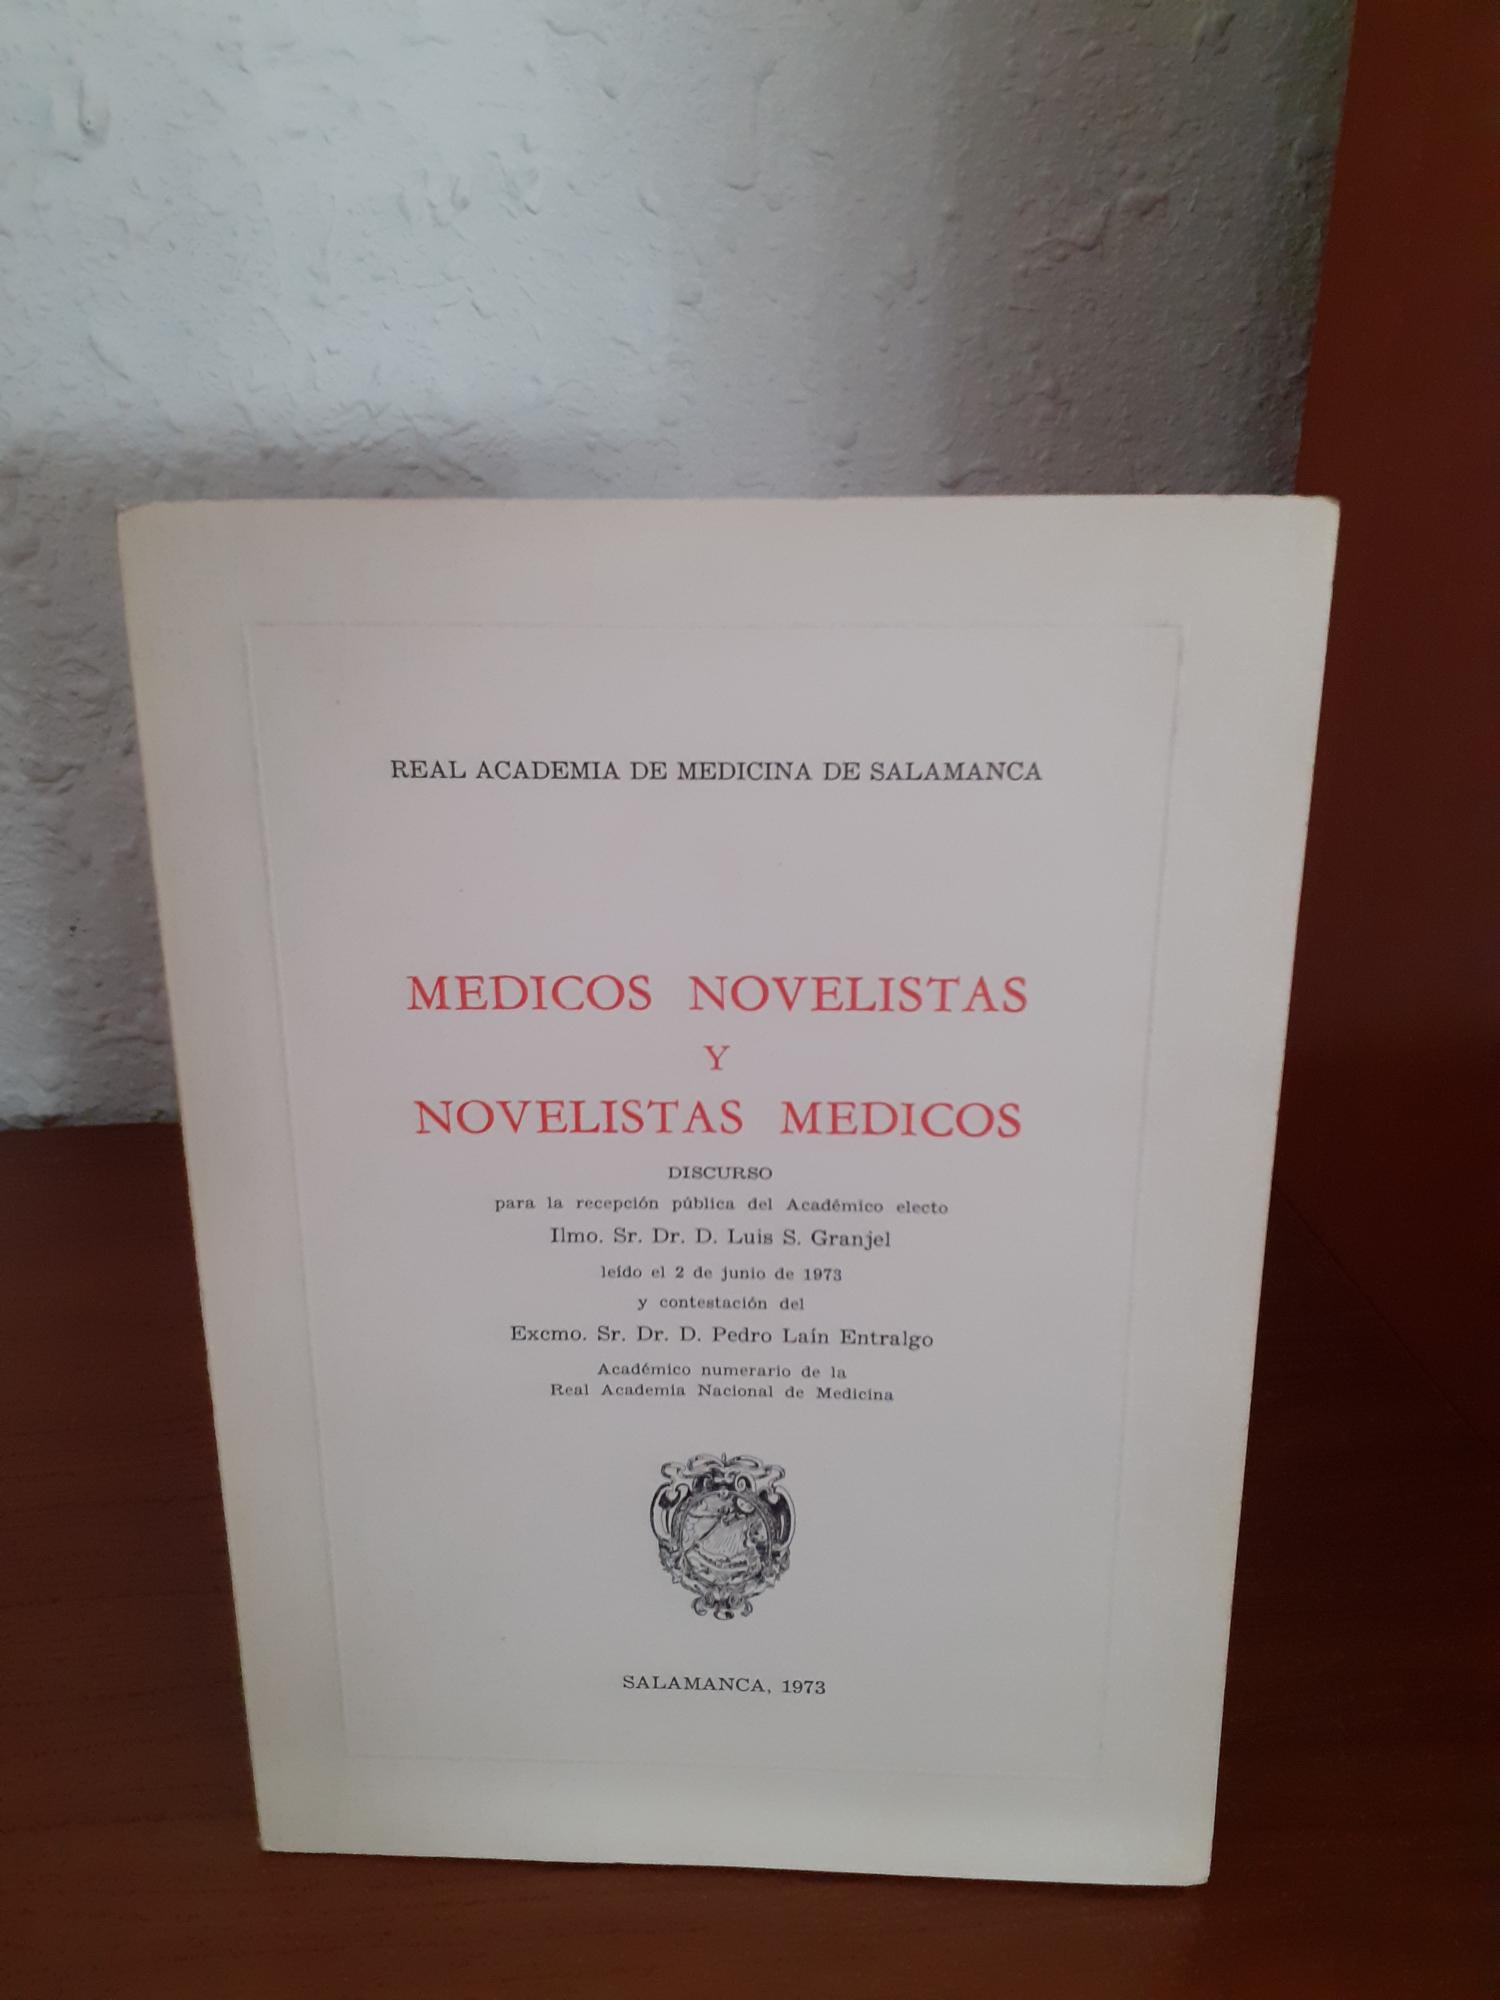 REAL ACADEMIA DE MEDICINA DE SALAMANCA
MEDICOS NOVELISTAS
Y
NOVELISTAS MEDICOS
DISCURSO
para la recepción pública del Académico electo
Ilmo. Sr. Dr. D. Luis S. Granjel
leído el 2 de junio de 1973
y contestación del
Excmo. Sr. Dr. D. Pedro Laín Entralgo
Académico numerario de la
Real Academia Nacional de Medicina
SALAMANCA, 1973